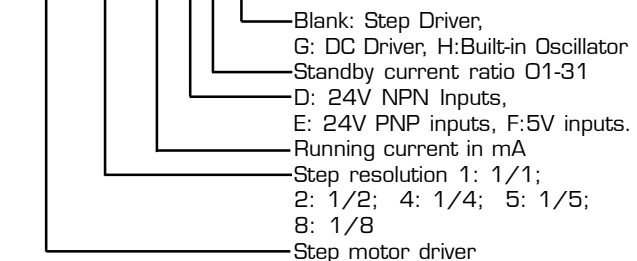 Blank: Step Driver,
G: DC Driver, H:Built-in Oscillator
Standby current ratio 01-31
D: 24V NPN Inputs,
E: 24V PNP inputs, F:5V inputs.
Running current in mA
Step resolution 1: 1/1;
2: 1/2; 4: 1/4; 5: 1/5;
8: 1/8
Step motor driver